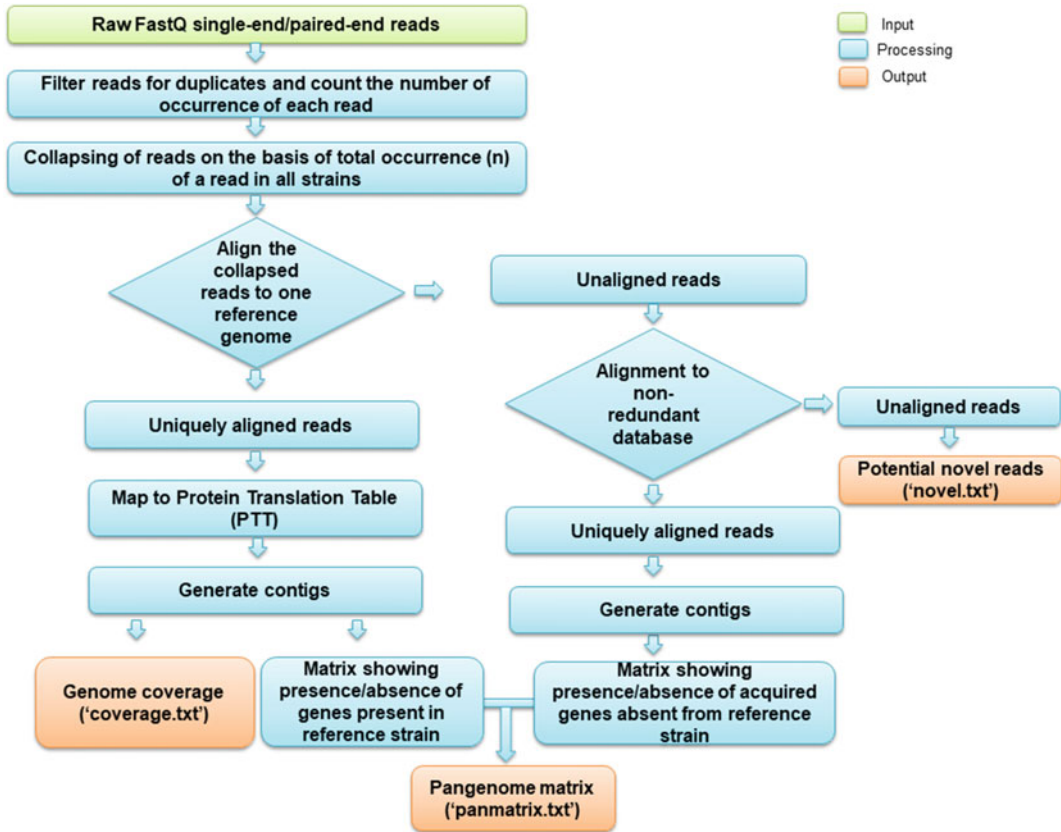 Raw FastQ single-end/paired-end reads
Input
Processing
Output
Filter reads for duplicates and count the number of
occurrence of each read
Collapsing of reads on the basis of total occurrence (n)
of a read in all strains
Align the
collapsed
reads to one
reference
genome
Unaligned reads
Alignment to
non-
redundant
database
Unaligned reads
Potential novel reads
(‘novel.txt’)
Uniquely aligned reads
Map to Protein Translation Table
(PTT)
Generate contigs
Uniquely aligned reads
Generate contigs
Genome coverage
(‘coverage.txt’)
Matrix showing
presence/absence of
genes present in
reference strain
Matrix showing
presence/absence of acquired
genes absent from reference
strain
Pangenome matrix
(‘panmatrix.txt’)